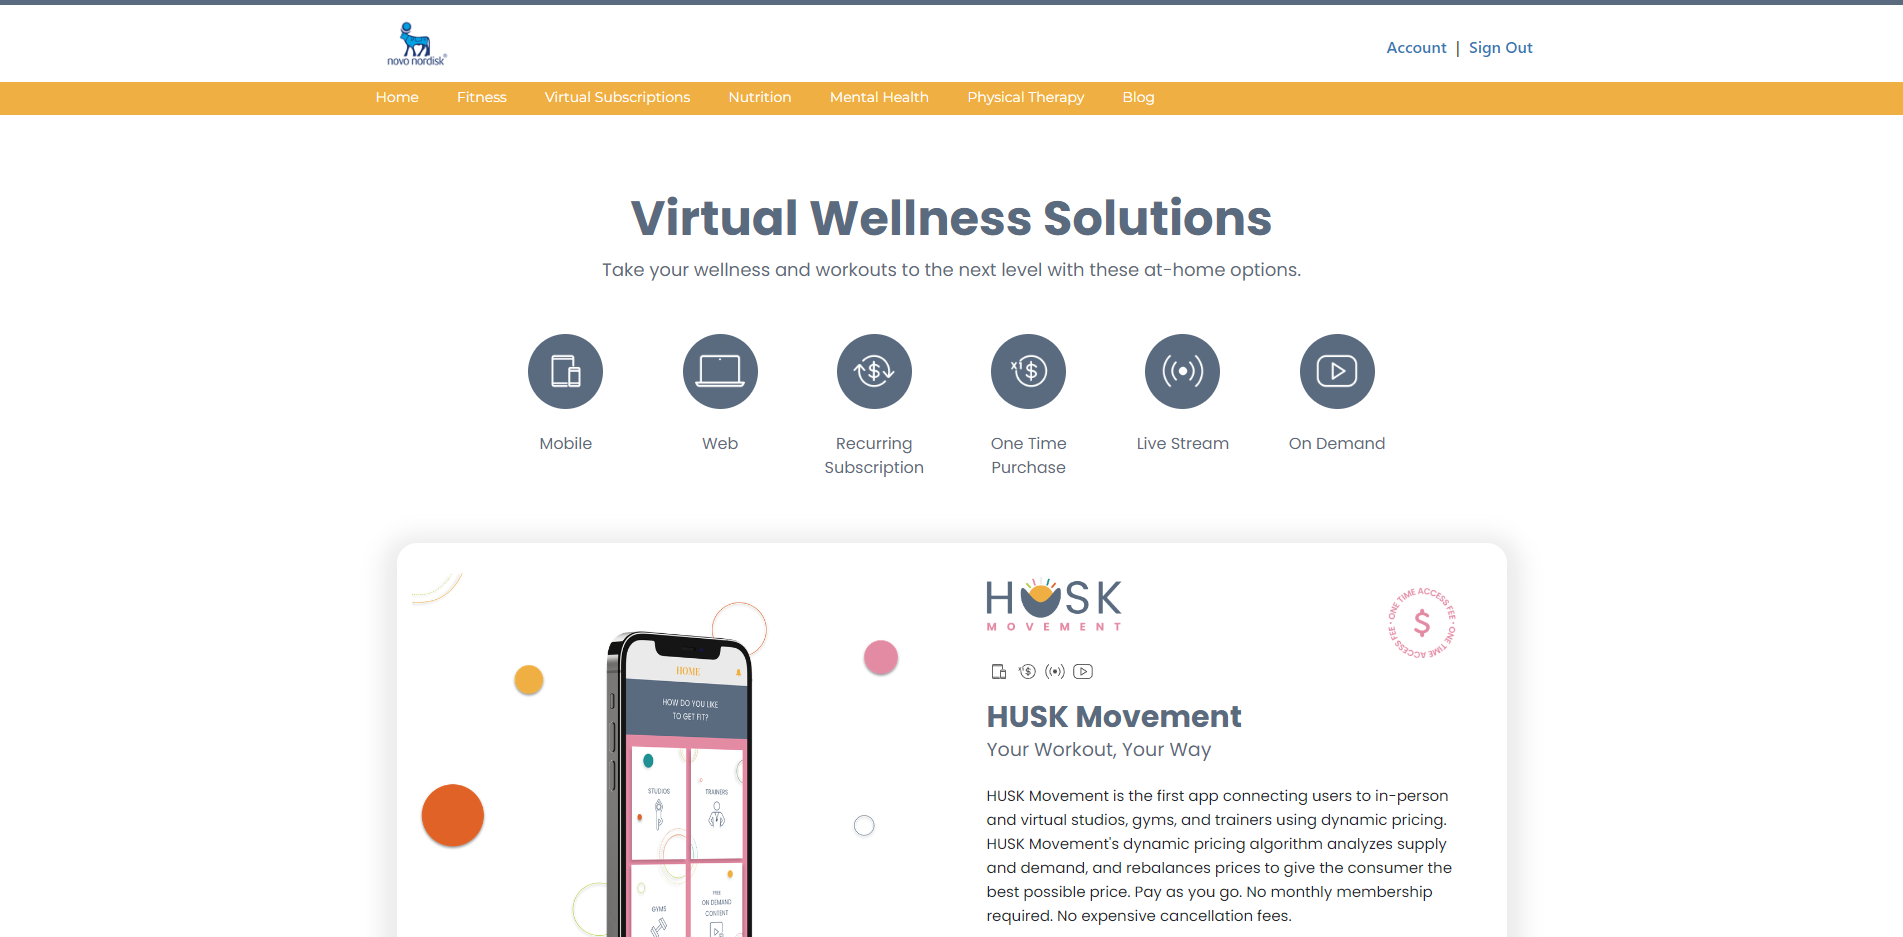 novo nordisk®
Account | Sign Out
Home Fitness Virtual Subscriptions Nutrition Mental Health Physical Therapy Blog
Virtual Wellness Solutions
Take your wellness and workouts to the next level with these at-home options.
Mobile
Web
Recurring
Subscription
x1
One Time
Purchase
Live Stream
On Demand
HOME
HOW DO YOU LIKE
TO GET FIT?
STUDIOS
TRAINERS
GYMS
FREE
ON DEMAND
CONTENT
HUSK
MOVEMENT
ONE TIME ACCESS FEE • ONE TIME ACCESS FEE •
$
HUSK Movement
Your Workout, Your Way
HUSK Movement is the first app connecting users to in-person
and virtual studios, gyms, and trainers using dynamic pricing.
HUSK Movement's dynamic pricing algorithm analyzes supply
and demand, and rebalances prices to give the consumer the
best possible price. Pay as you go. No monthly membership
required. No expensive cancellation fees.